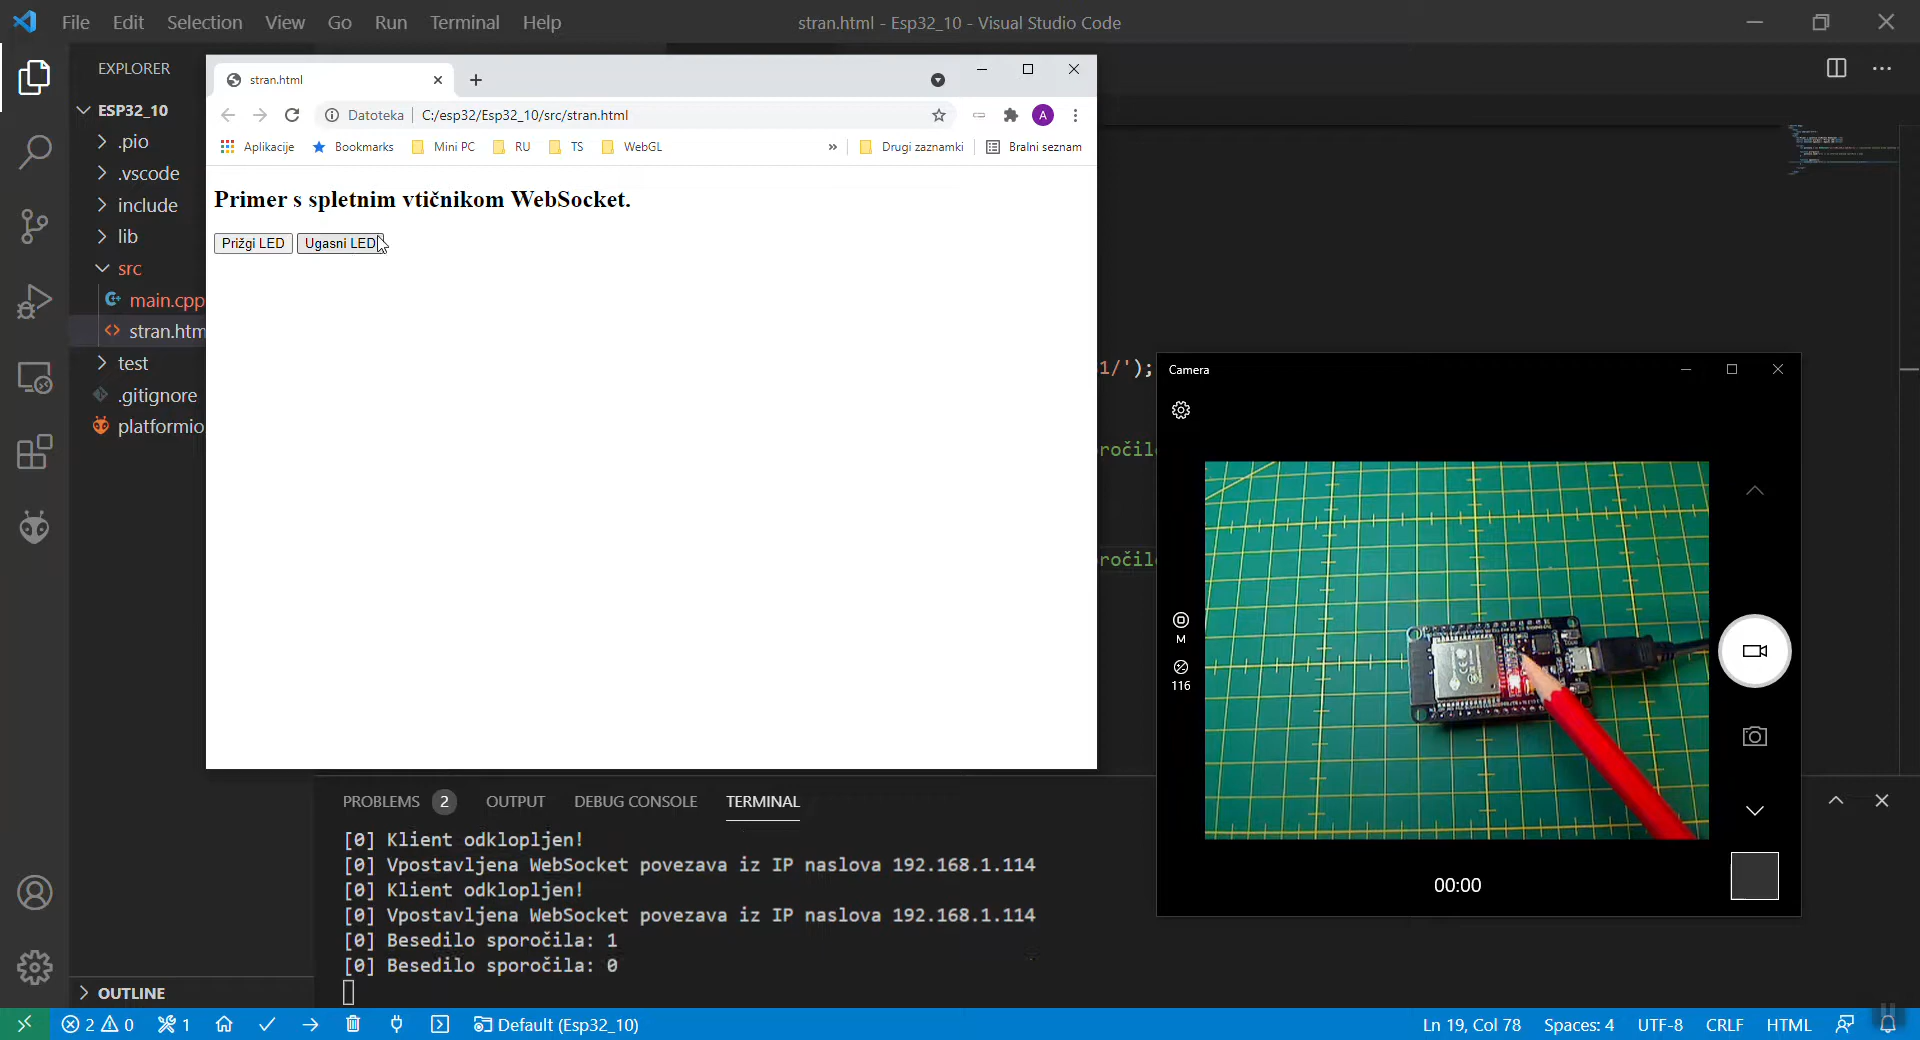 File Edit Selection View Go Run Terminal Help
stran.html - Esp32_10 - Visual Studio Code
EXPLORER
ESP32_10
.pio
.vscode
include
lib
src
main.cpp
stran.htm
test
.gitignore
platformio
OUTLINE
stran.html
Datoteka C:/esp32/Esp32_10/src/stran.html
A
Aplikacije Bookmarks Mini PC RU TS WebGL » Drugi zaznamki Bralni seznam
Primer s spletnim vtičnikom WebSocket.
Prižgi LED Ugasni LED
1/');
ročilo
ročilo
Camera
M
116
00:00
PROBLEMS 2 OUTPUT DEBUG CONSOLE TERMINAL
[0] Klient odklopljen!
[0] Vpostavljena WebSocket povezava iz IP naslova 192.168.1.114
[0] Klient odklopljen!
[0] Vpostavljena WebSocket povezava iz IP naslova 192.168.1.114
[0] Besedilo sporočila: 1
[0] Besedilo sporočila: 0
2 0 1 Default (Esp32_10)
Ln 19, Col 78 Spaces: 4 UTF-8 CRLF HTML